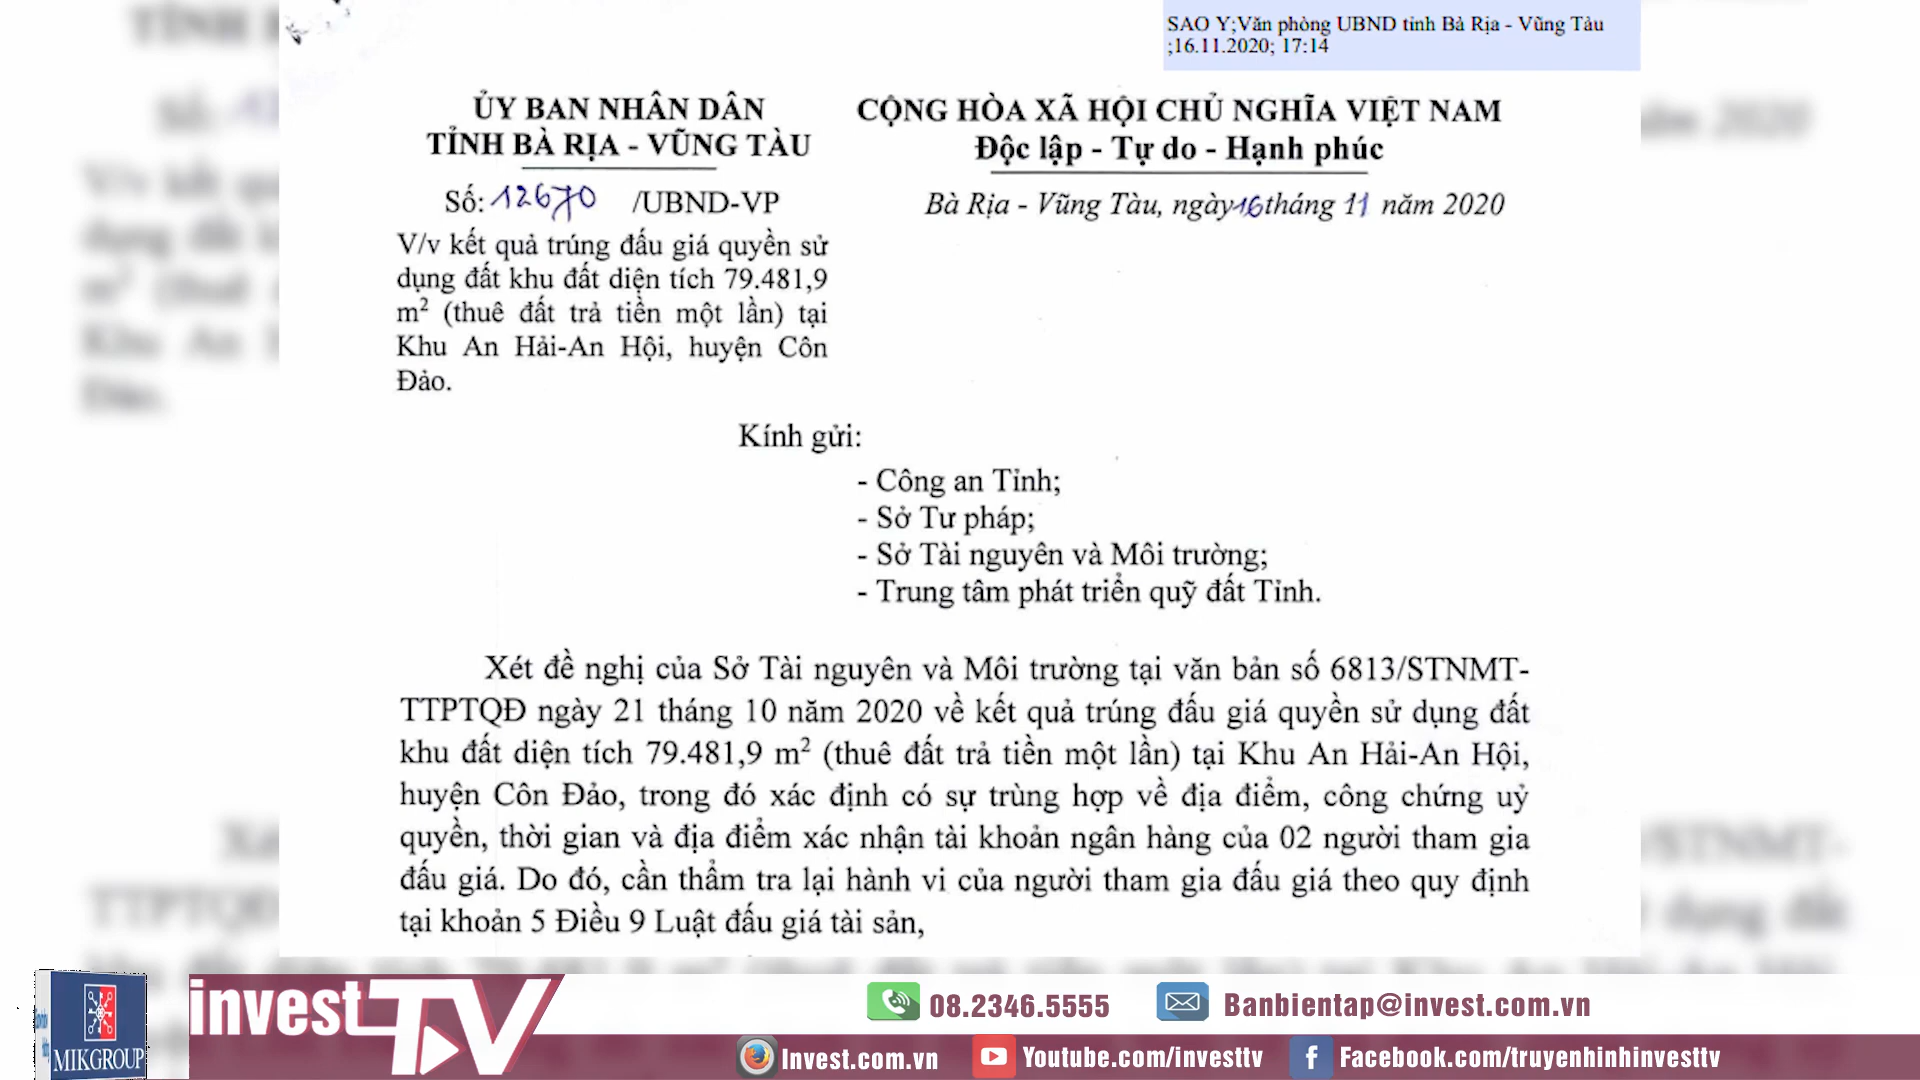 SAO Y;Văn phòng UBND tỉnh Bà Rịa - Vũng Tàu
;16.11.2020; 17:14
ỦY BAN NHÂN DÂN
TỈNH BÀ RỊA - VŨNG TÀU
CỘNG HÒA XÃ HỘI CHỦ NGHĨA VIỆT NAM
Độc lập - Tự do - Hạnh phúc
Số: 12670 /UBND-VP
Bà Rịa - Vũng Tàu, ngày 16 tháng 11 năm 2020
V/v kết quả trúng đấu giá quyền sử
dụng đất khu đất diện tích 79.481,9
m² (thuê đất trả tiền một lần) tại
Khu An Hải-An Hội, huyện Côn
Đảo.
Kính gửi:
- Công an Tỉnh;
- Sở Tư pháp;
- Sở Tài nguyên và Môi trường;
- Trung tâm phát triển quỹ đất Tỉnh.
Xét đề nghị của Sở Tài nguyên và Môi trường tại văn bản số 6813/STNMT-
TTPTQĐ ngày 21 tháng 10 năm 2020 về kết quả trúng đấu giá quyền sử dụng đất
khu đất diện tích 79.481,9 m² (thuê đất trả tiền một lần) tại Khu An Hải-An Hội,
huyện Côn Đảo, trong đó xác định có sự trùng hợp về địa điểm, công chứng uỷ
quyền, thời gian và địa điểm xác nhận tài khoản ngân hàng của 02 người tham gia
đấu giá. Do đó, cần thẩm tra lại hành vi của người tham gia đấu giá theo quy định
tại khoản 5 Điều 9 Luật đấu giá tài sản,
MIKGROUP
invest TV
08.2346.5555
Banbientap@invest.com.vn
Invest.com.vn
Youtube.com/investtv
Facebook.com/truyenhinhinvesttv